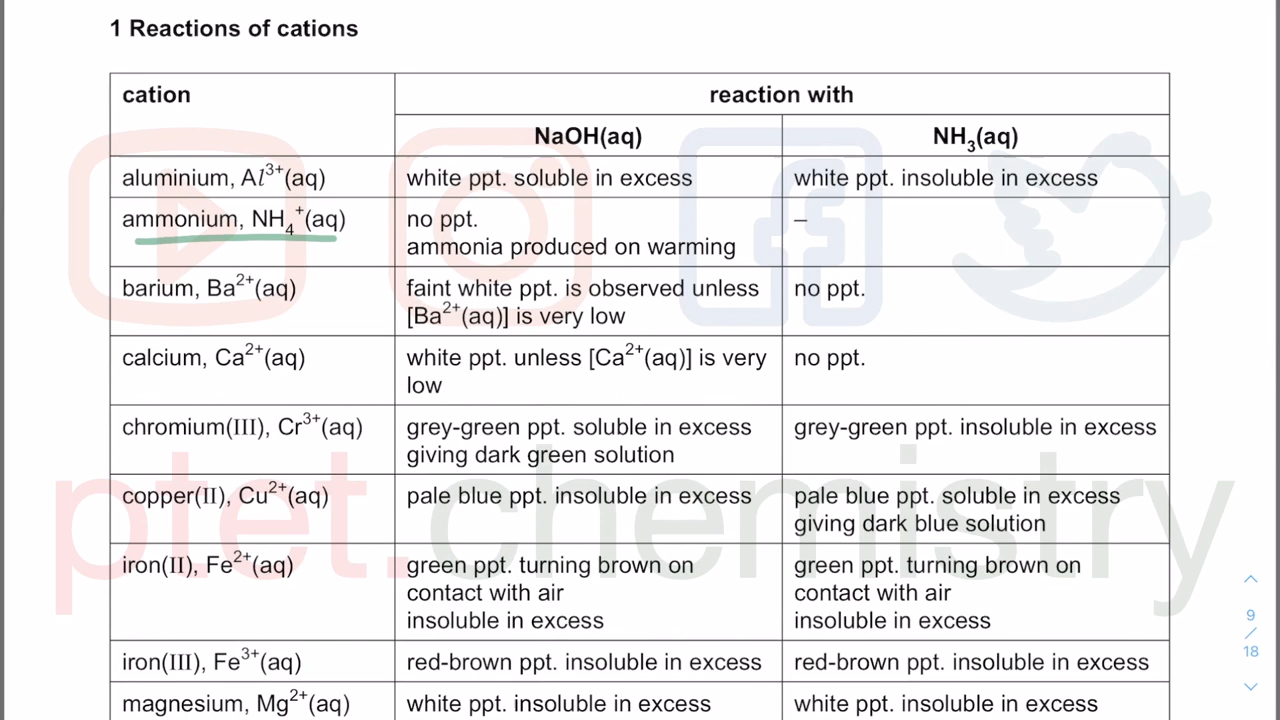 1 Reactions of cations
cation
reaction with
NaOH(aq)
NH₃(aq)
aluminium, Al³⁺(aq)
white ppt. soluble in excess
white ppt. insoluble in excess
ammonium, NH₄⁺(aq)
no ppt.
ammonia produced on warming
–
barium, Ba²⁺(aq)
faint white ppt. is observed unless
[Ba²⁺(aq)] is very low
no ppt.
calcium, Ca²⁺(aq)
white ppt. unless [Ca²⁺(aq)] is very
low
no ppt.
chromium(III), Cr³⁺(aq)
grey-green ppt. soluble in excess
giving dark green solution
grey-green ppt. insoluble in excess
copper(II), Cu²⁺(aq)
pale blue ppt. insoluble in excess
pale blue ppt. soluble in excess
giving dark blue solution
ptet.chemistry
iron(II), Fe²⁺(aq)
green ppt. turning brown on
contact with air
insoluble in excess
green ppt. turning brown on
contact with air
insoluble in excess
iron(III), Fe³⁺(aq)
red-brown ppt. insoluble in excess
red-brown ppt. insoluble in excess
magnesium, Mg²⁺(aq)
white ppt. insoluble in excess
white ppt. insoluble in excess
9
/
18